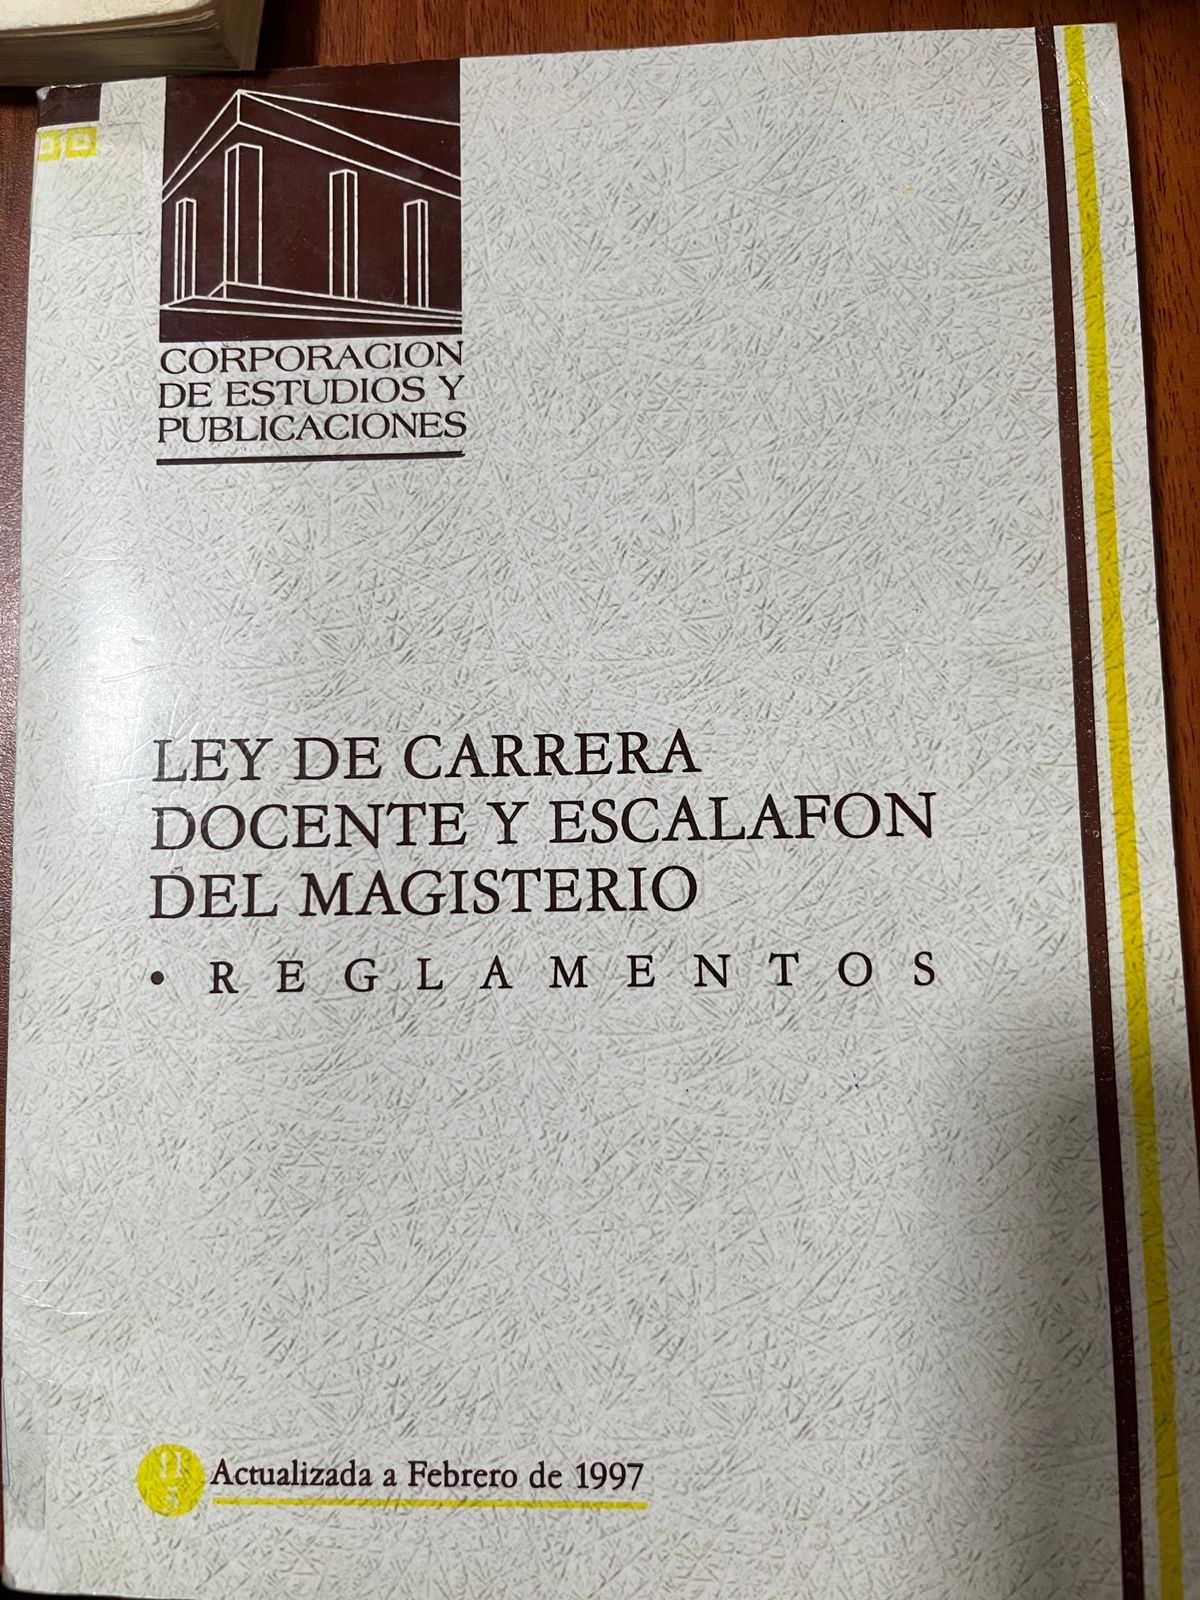 CORPORACION
DE ESTUDIOS Y
PUBLICACIONES
LEY DE CARRERA
DOCENTE Y ESCALAFON
DEL MAGISTERIO
• REGLAMENTOS
Actualizada a Febrero de 1997